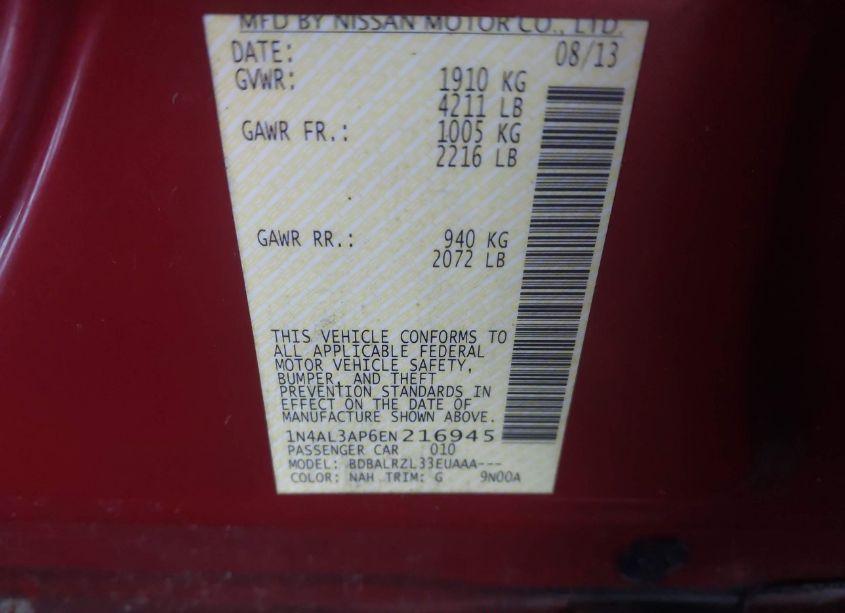 MFD BY NISSAN MOTOR CO., LTD.
DATE: 08/13
GVWR: 1910 KG
4211 LB
GAWR FR.: 1005 KG
2216 LB
GAWR RR.: 940 KG
2072 LB
THIS VEHICLE CONFORMS TO
ALL APPLICABLE FEDERAL
MOTOR VEHICLE SAFETY,
BUMPER, AND THEFT
PREVENTION STANDARDS IN
EFFECT ON THE DATE OF
MANUFACTURE SHOWN ABOVE.
1N4AL3AP6EN216945
PASSENGER CAR 010
MODEL: BDBALRZL33EUAAA---
COLOR: NAH TRIM: G 9N00A